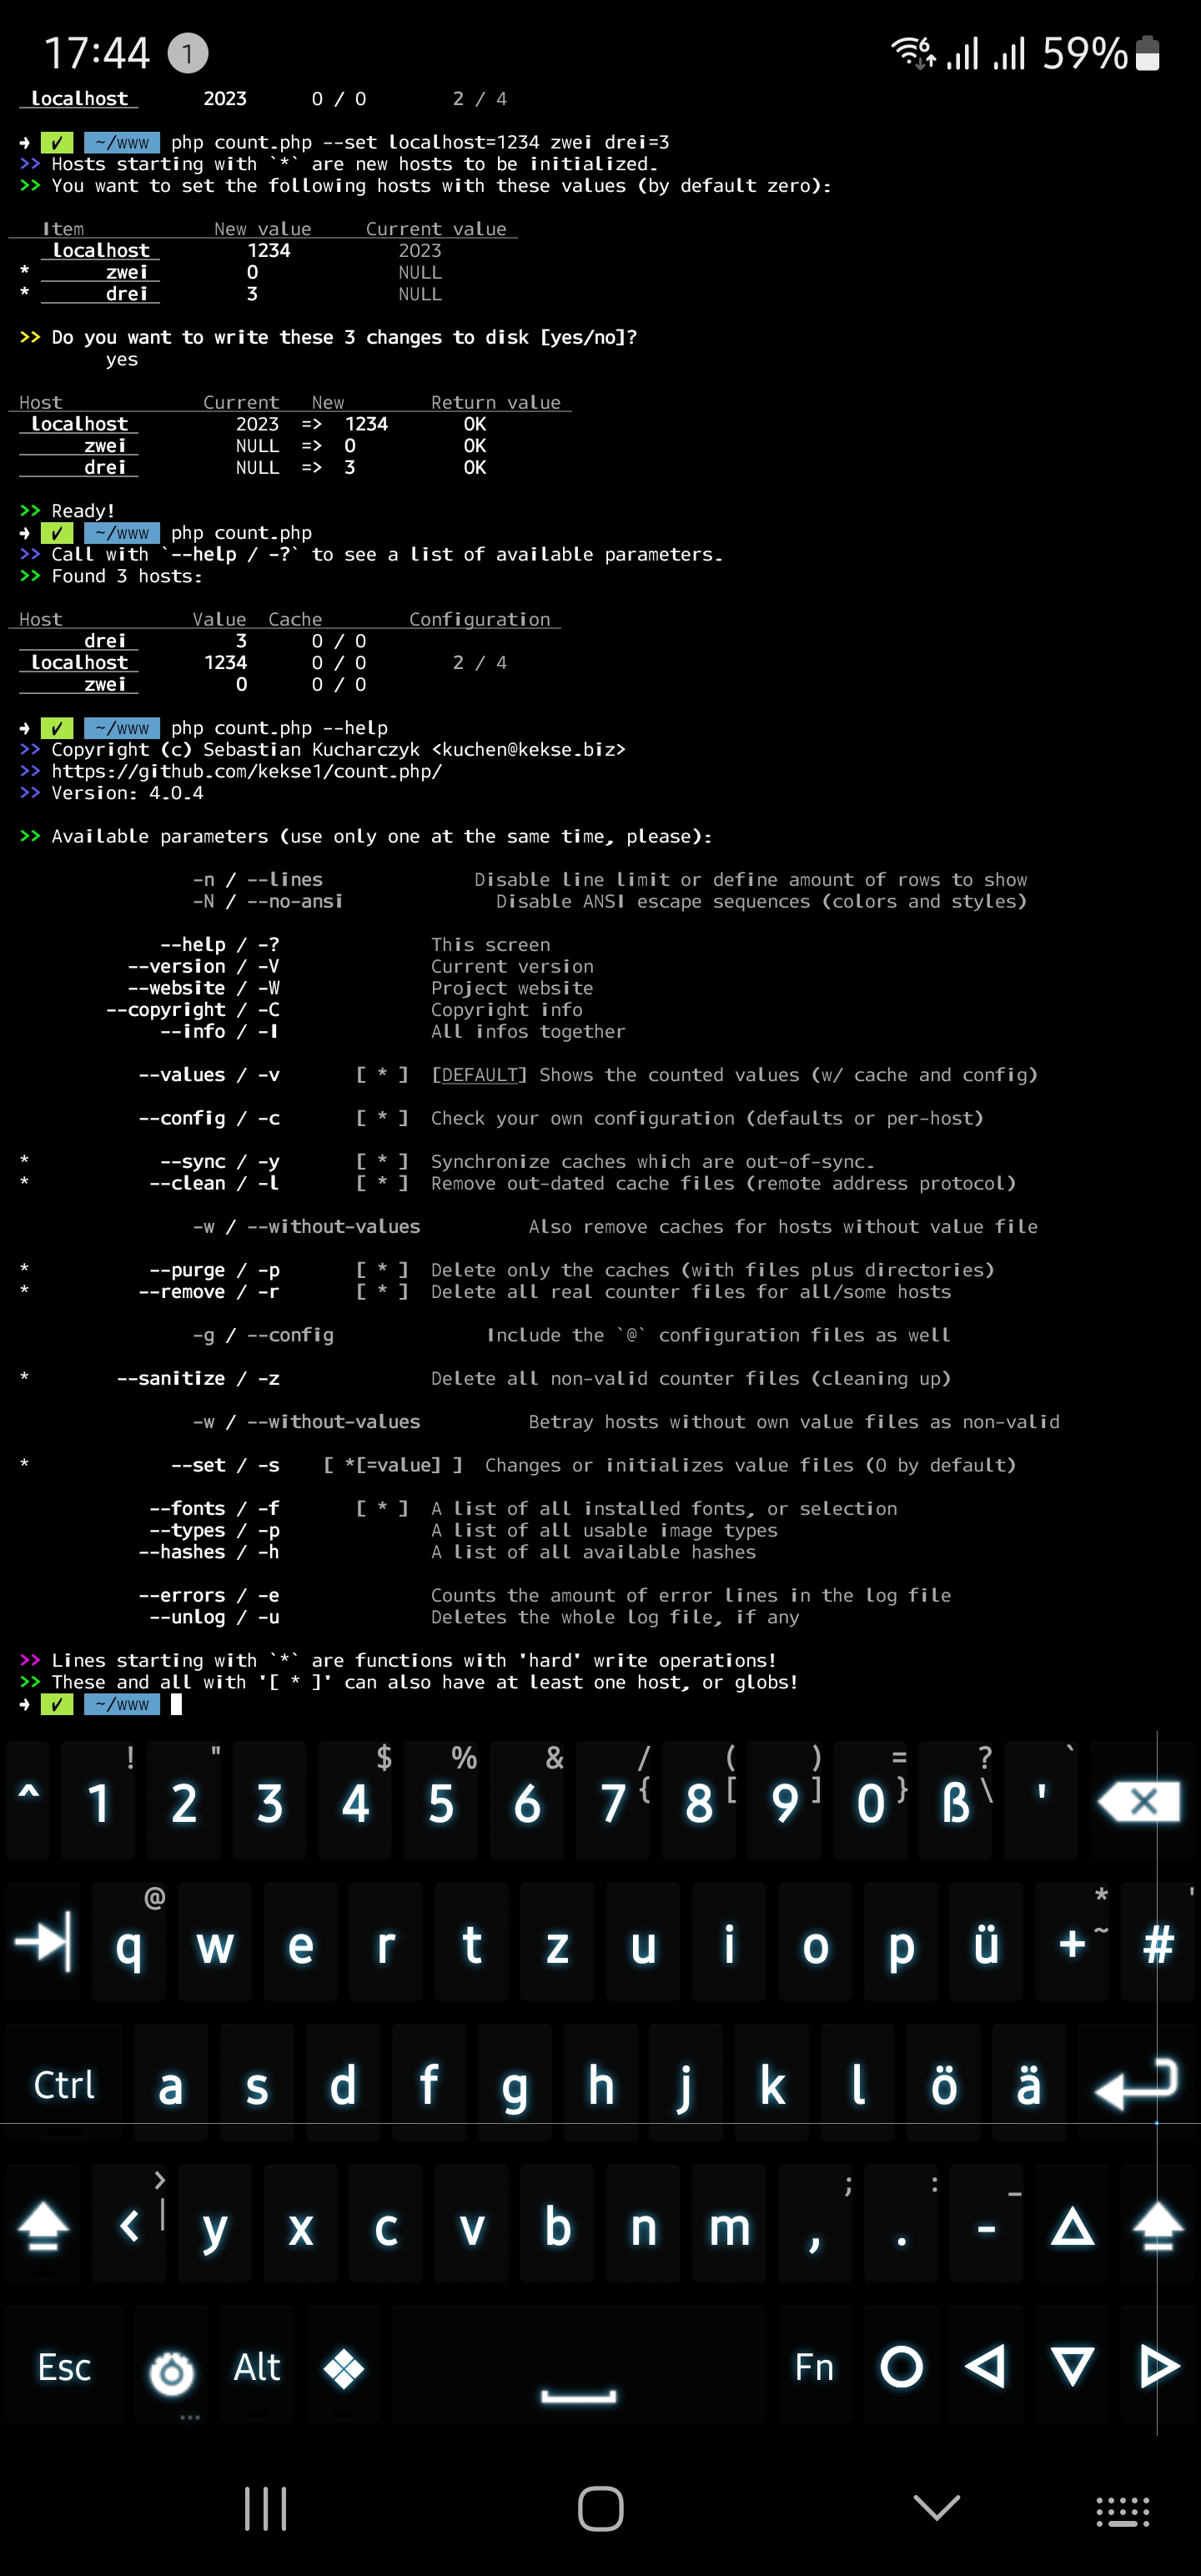 17:44 1 6 59%
localhost 2023 0 / 0 2 / 4
➜ ✓ ~/www php count.php --set localhost=1234 zwei drei=3
>> Hosts starting with `*` are new hosts to be initialized.
>> You want to set the following hosts with these values (by default zero):
Item New value Current value
localhost 1234 2023
* zwei 0 NULL
* drei 3 NULL
>> Do you want to write these 3 changes to disk [yes/no]?
yes
Host Current New Return value
localhost 2023 => 1234 OK
zwei NULL => 0 OK
drei NULL => 3 OK
>> Ready!
➜ ✓ ~/www php count.php
>> Call with `--help / -?` to see a list of available parameters.
>> Found 3 hosts:
Host Value Cache Configuration
drei 3 0 / 0
localhost 1234 0 / 0 2 / 4
zwei 0 0 / 0
➜ ✓ ~/www php count.php --help
>> Copyright (c) Sebastian Kucharczyk <kuchen@kekse.biz>
>> https://github.com/kekse1/count.php/
>> Version: 4.0.4
>> Available parameters (use only one at the same time, please):
-n / --lines Disable line limit or define amount of rows to show
-N / --no-ansi Disable ANSI escape sequences (colors and styles)
--help / -? This screen
--version / -V Current version
--website / -W Project website
--copyright / -C Copyright info
--info / -I All infos together
--values / -v [ * ] [DEFAULT] Shows the counted values (w/ cache and config)
--config / -c [ * ] Check your own configuration (defaults or per-host)
* --sync / -y [ * ] Synchronize caches which are out-of-sync.
* --clean / -l [ * ] Remove out-dated cache files (remote address protocol)
-w / --without-values Also remove caches for hosts without value file
* --purge / -p [ * ] Delete only the caches (with files plus directories)
* --remove / -r [ * ] Delete all real counter files for all/some hosts
-g / --config Include the `@` configuration files as well
* --sanitize / -z Delete all non-valid counter files (cleaning up)
-w / --without-values Betray hosts without own value files as non-valid
* --set / -s [ *[=value] ] Changes or initializes value files (0 by default)
--fonts / -f [ * ] A list of all installed fonts, or selection
--types / -p A list of all usable image types
--hashes / -h A list of all available hashes
--errors / -e Counts the amount of error lines in the log file
--unlog / -u Deletes the whole log file, if any
>> Lines starting with `*` are functions with 'hard' write operations!
>> These and all with '[ * ]' can also have at least one host, or globs!
➜ ✓ ~/www
! " $ % & / ( ) = ? `
^ 1 2 3 4 5 6 7 { 8 [ 9 ] 0 } ß \ '
@ * '
q w e r t z u i o p ü + ~ #
Ctrl a s d f g h j k l ö ä
> ; : _
< | y x c v b n m , . -
Esc Alt Fn